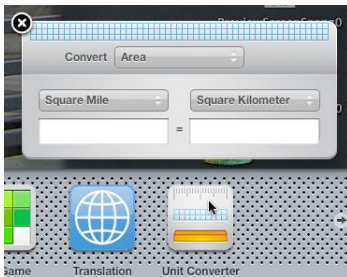 Convert Area
Square Mile Square Kilometer
=
Game Translation Unit Converter